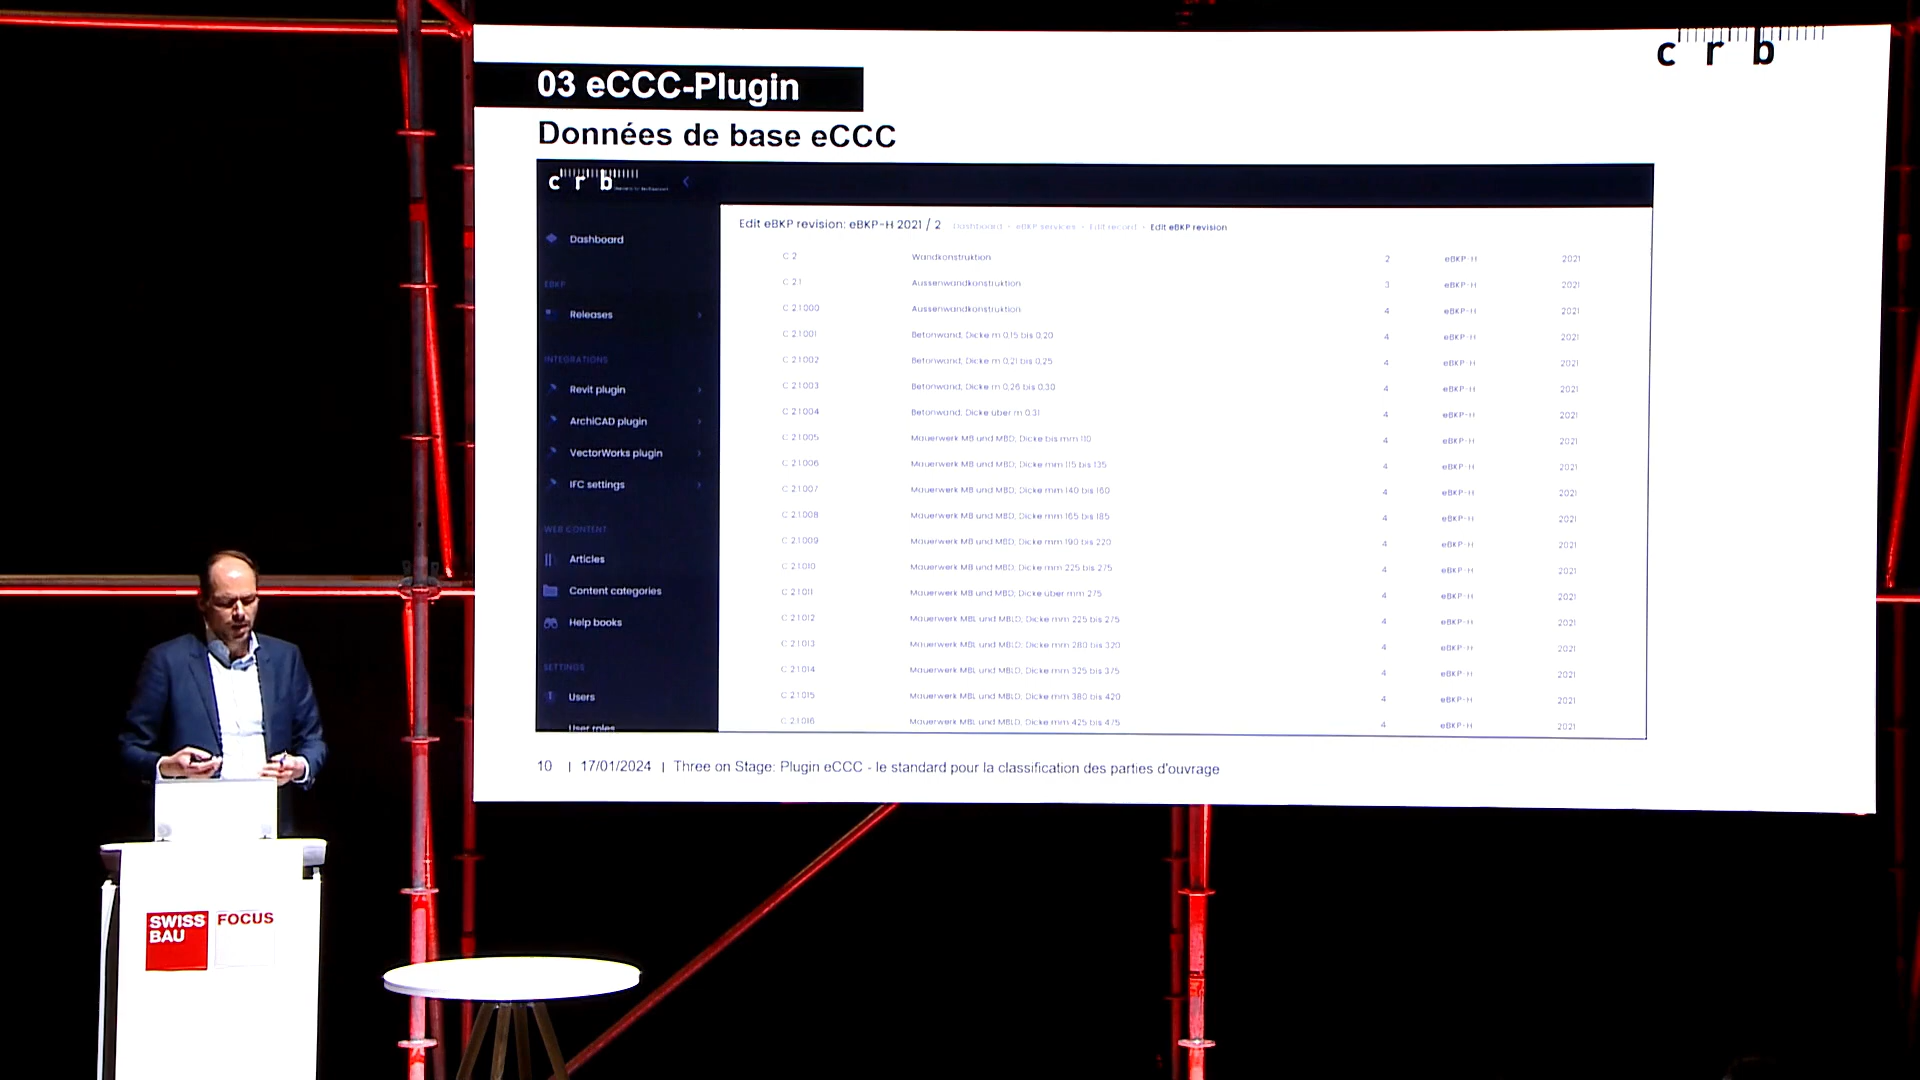 crb
03 eCCC-Plugin
Données de base eCCC
crb
Edit eBKP revision: eBKP-H 2021 / 2 Dashboard - eBKP services - Edit record - Edit eBKP revision
Dashboard
EBKP
Releases
INTEGRATIONS
Revit plugin
ArchiCAD plugin
VectorWorks plugin
IFC settings
WEB CONTENT
Articles
Content categories
Help books
SETTINGS
Users
User roles
C 2 Wandkonstruktion 2 eBKP-H 2021
C 2.1 Aussenwandkonstruktion 3 eBKP-H 2021
C 2.1000 Aussenwandkonstruktion 4 eBKP-H 2021
C 2.1001 Betonwand, Dicke m 0,15 bis 0,20 4 eBKP-H 2021
C 2.1002 Betonwand, Dicke m 0,21 bis 0,25 4 eBKP-H 2021
C 2.1003 Betonwand, Dicke m 0,26 bis 0,30 4 eBKP-H 2021
C 2.1004 Betonwand, Dicke über m 0,31 4 eBKP-H 2021
C 2.1005 Mauerwerk MB und MBD, Dicke bis mm 110 4 eBKP-H 2021
C 2.1006 Mauerwerk MB und MBD, Dicke mm 115 bis 135 4 eBKP-H 2021
C 2.1007 Mauerwerk MB und MBD, Dicke mm 140 bis 160 4 eBKP-H 2021
C 2.1008 Mauerwerk MB und MBD, Dicke mm 165 bis 185 4 eBKP-H 2021
C 2.1009 Mauerwerk MB und MBD, Dicke mm 190 bis 220 4 eBKP-H 2021
C 2.1010 Mauerwerk MB und MBD, Dicke mm 225 bis 275 4 eBKP-H 2021
C 2.1011 Mauerwerk MB und MBD, Dicke über mm 275 4 eBKP-H 2021
C 2.1012 Mauerwerk MBL und MBLD, Dicke mm 225 bis 275 4 eBKP-H 2021
C 2.1013 Mauerwerk MBL und MBLD, Dicke mm 280 bis 320 4 eBKP-H 2021
C 2.1014 Mauerwerk MBL und MBLD, Dicke mm 325 bis 375 4 eBKP-H 2021
C 2.1015 Mauerwerk MBL und MBLD, Dicke mm 380 bis 420 4 eBKP-H 2021
C 2.1016 Mauerwerk MBL und MBLD, Dicke mm 425 bis 475 4 eBKP-H 2021
10 | 17/01/2024 | Three on Stage: Plugin eCCC - le standard pour la classification des parties d'ouvrage
SWISS
BAU
FOCUS